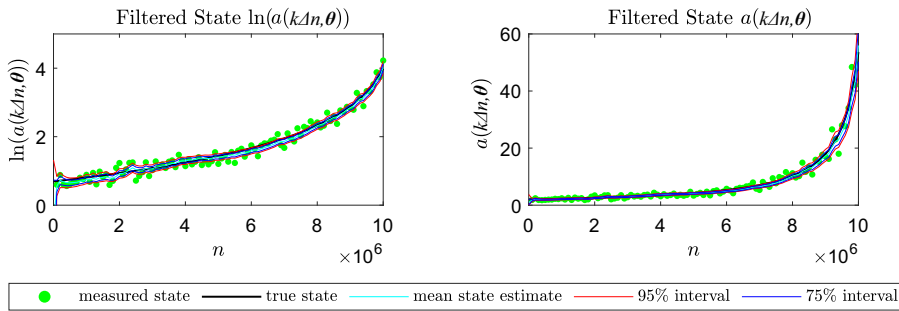 Filtered State ln(a(kΔn,θ))
Filtered State a(kΔn,θ)
ln(a(kΔn,θ))
4
2
0
0 2 4 6 8 10
n
×10^6
a(kΔn,θ)
60
40
20
0
0 2 4 6 8 10
n
×10^6
measured state
true state
mean state estimate
95% interval
75% interval